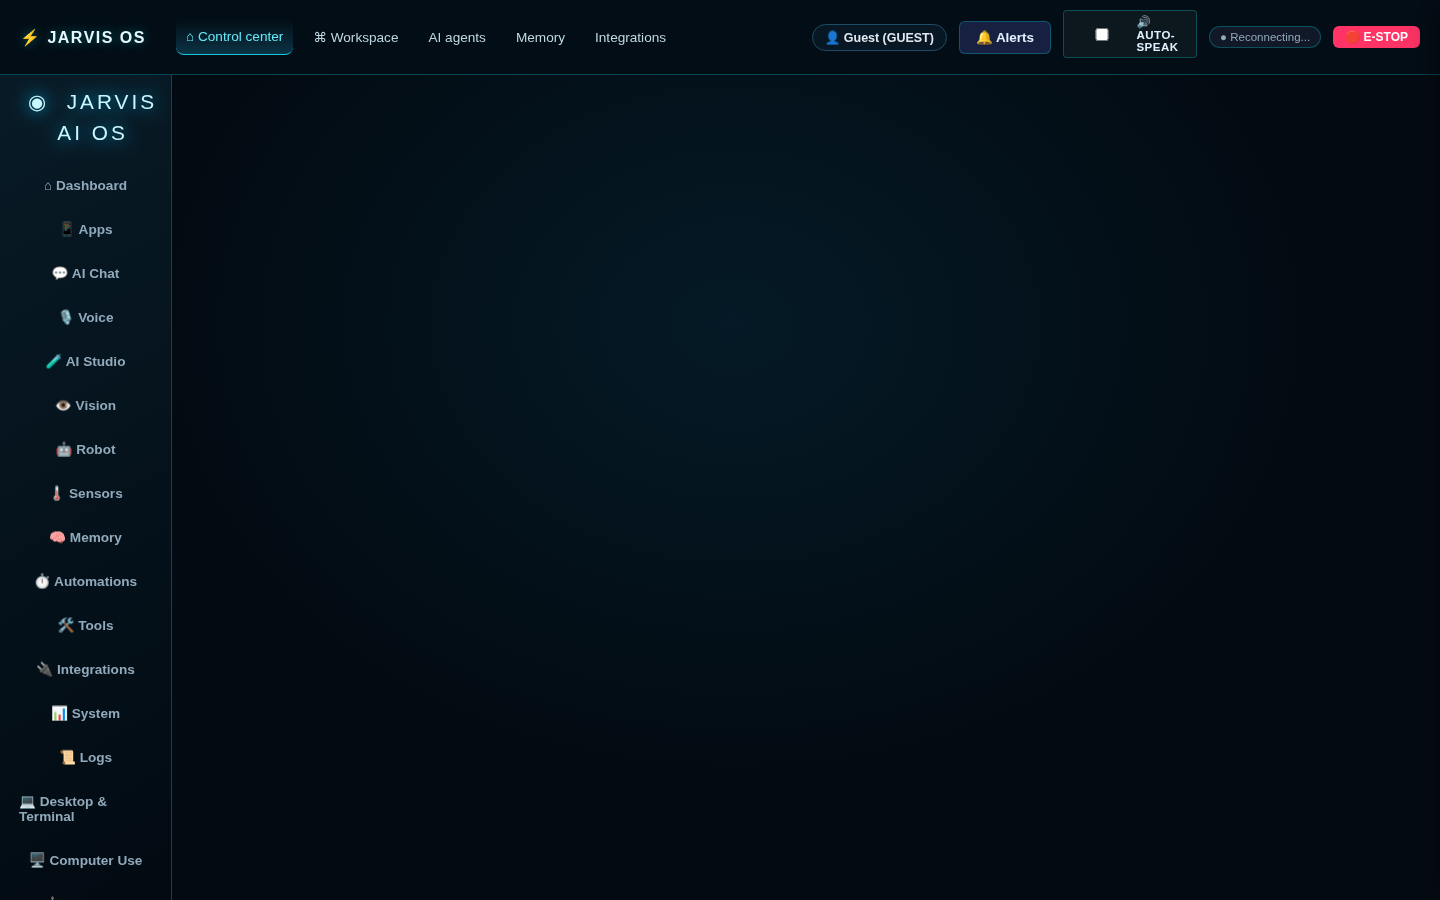 ⚡ JARVIS OS
⌂ Control center
⌘ Workspace
AI agents
Memory
Integrations
👤 Guest (GUEST)
🔔 Alerts
🔊
AUTO-
SPEAK
● Reconnecting...
🛑 E-STOP
◉ JARVIS
AI OS
⌂ Dashboard
📱 Apps
💬 AI Chat
🎙️ Voice
🧪 AI Studio
👁️ Vision
🤖 Robot
🌡️ Sensors
🧠 Memory
⏱️ Automations
🛠️ Tools
🔌 Integrations
📊 System
📜 Logs
💻 Desktop &
Terminal
🖥️ Computer Use